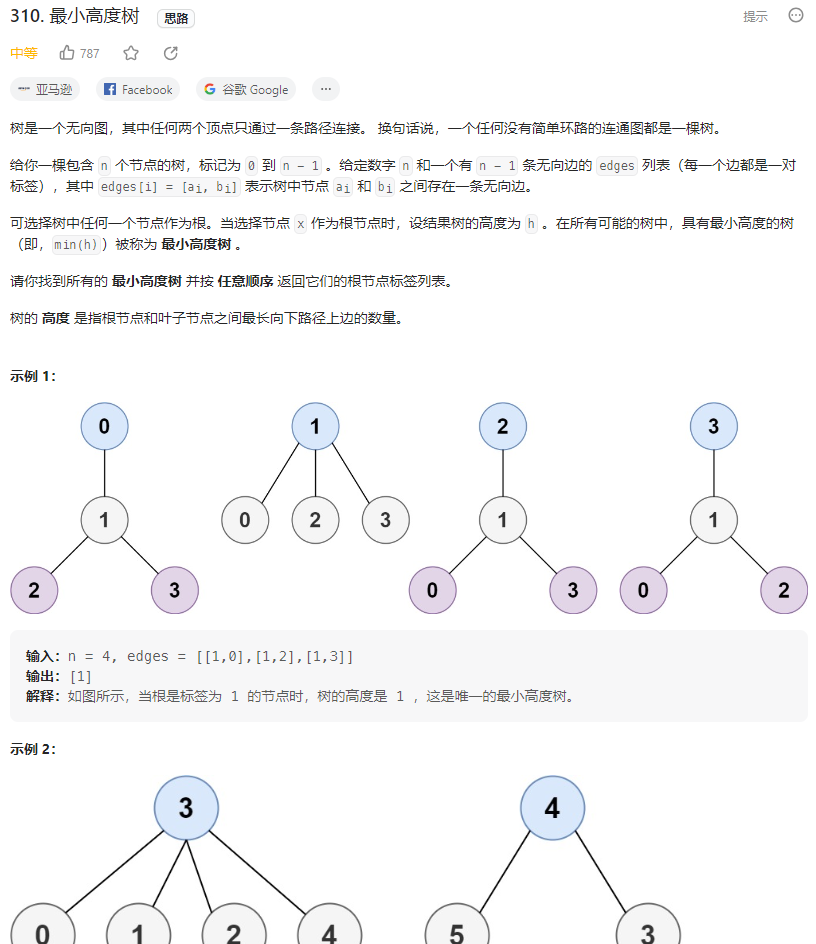 310. 最小高度树 思路 提示
中等 787
亚马逊 Facebook 谷歌 Google ···
树是一个无向图，其中任何两个顶点只通过一条路径连接。 换句话说，一个任何没有简单环路的连通图都是一棵树。
给你一棵包含 n 个节点的树，标记为 0 到 n - 1 。给定数字 n 和一个有 n - 1 条无向边的 edges 列表（每一个边都是一对
标签），其中 edges[i] = [ai, bi] 表示树中节点 ai 和 bi 之间存在一条无向边。
可选择树中任何一个节点作为根。当选择节点 x 作为根节点时，设结果树的高度为 h 。在所有可能的树中，具有最小高度的树
（即，min(h)）被称为 最小高度树 。
请你找到所有的 最小高度树 并按 任意顺序 返回它们的根节点标签列表。
树的 高度 是指根节点和叶子节点之间最长向下路径上边的数量。
示例 1：
0 1 2 3
1 0 2 3 1 1
2 3 0 3 0 2
输入：n = 4, edges = [[1,0],[1,2],[1,3]]
输出：[1]
解释：如图所示，当根是标签为 1 的节点时，树的高度是 1 ，这是唯一的最小高度树。
示例 2：
3 4
0 1 2 4 5 3